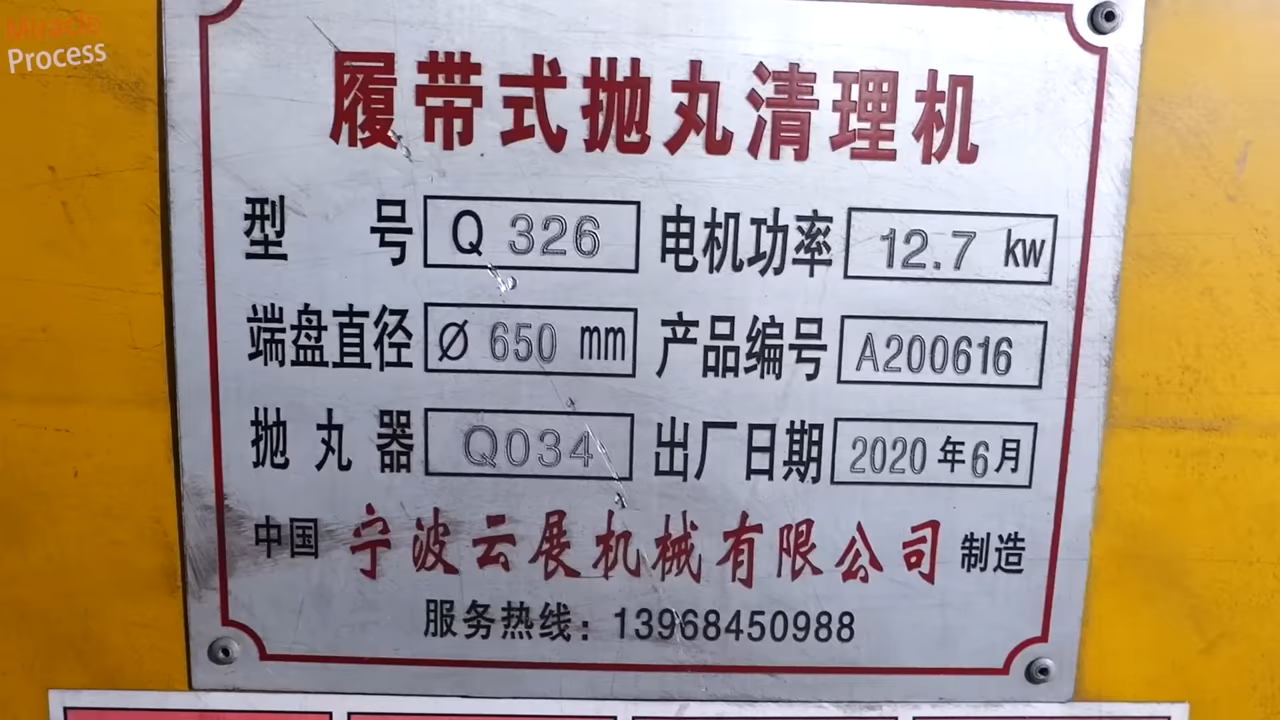 Miracle
Process
履带式抛丸清理机
型号 Q 326 电机功率 12.7 kw
端盘直径 Ø 650 mm 产品编号 A200616
抛丸器 Q034 出厂日期 2020年6月
中国 宁波云展机械有限公司 制造
服务热线：13968450988